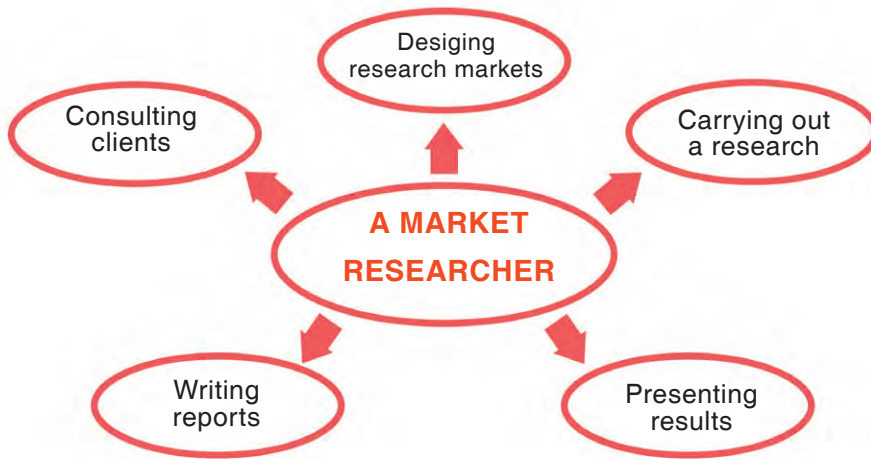 Desiging
research markets
Consulting
clients
Carrying out
a research
A MARKET
RESEARCHER
Writing
reports
Presenting
results